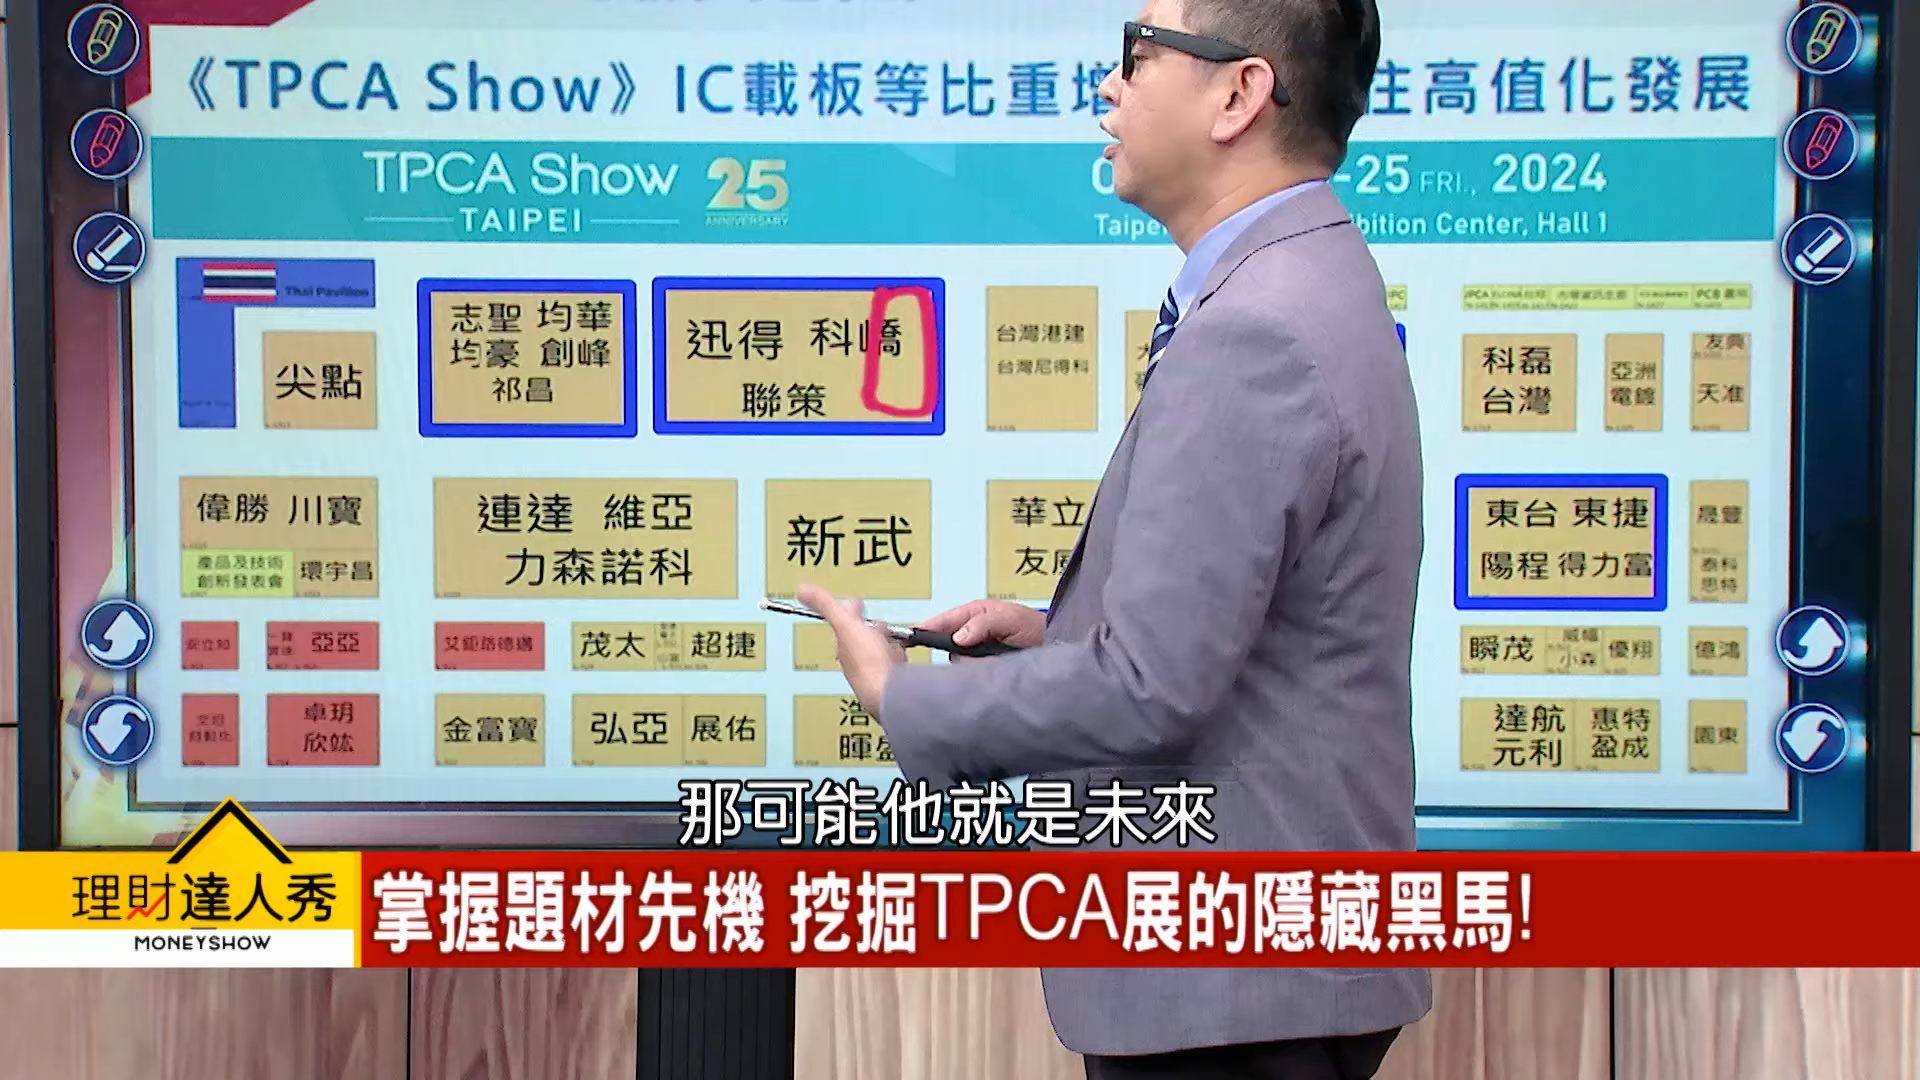 《TPCA Show》IC載板等比重增
往高值化發展
TPCA Show
TAIPEI
25
ANNIVERSARY
-25 FRI., 2024
bition Center, Hall 1
Thai Pavilion
尖點
志聖 均華
均豪 創峰
祁昌
迅得 科嶠
聯策
台灣港建
台灣尼得科
科磊
台灣
亞洲
電鍍
友興
天准
偉勝 川寶
產品及技術
創新發表會
環宇昌
連達 維亞
力森諾科
新武
華立
東台 東捷
陽程 得力富
晟豐
泰科
思特
亞亞
艾鉅路德邁
茂太
超捷
瞬茂
威幅
小森
優翔
億鴻
卓玥
欣竑
金富寶
弘亞
展佑
浩
暉盛
達航
元利
惠特
盈成
圓東
那可能他就是未來
理財達人秀
MONEYSHOW
掌握題材先機 挖掘TPCA展的隱藏黑馬!